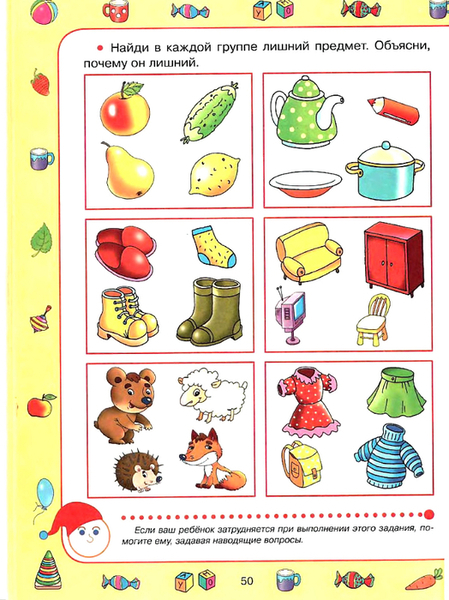 Найди в каждой группе лишний предмет. Объясни,
почему он лишний.
Если ваш ребёнок затрудняется при выполнении этого задания, по-
могите ему, задавая наводящие вопросы.
50